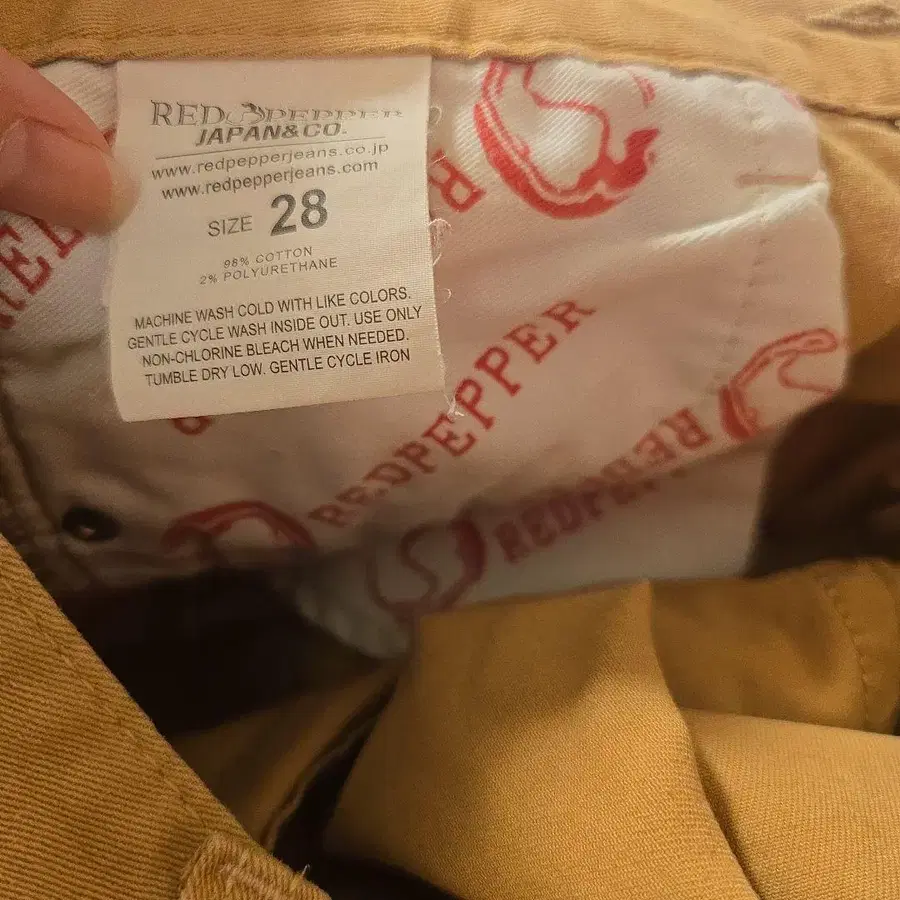 RED PEPPER
JAPAN&CO.
www.redpepperjeans.co.jp
www.redpepperjeans.com
SIZE 28
98% COTTON
2% POLYURETHANE
MACHINE WASH COLD WITH LIKE COLORS.
GENTLE CYCLE WASH INSIDE OUT. USE ONLY
NON-CHLORINE BLEACH WHEN NEEDED.
TUMBLE DRY LOW. GENTLE CYCLE IRON
REDPEPPER